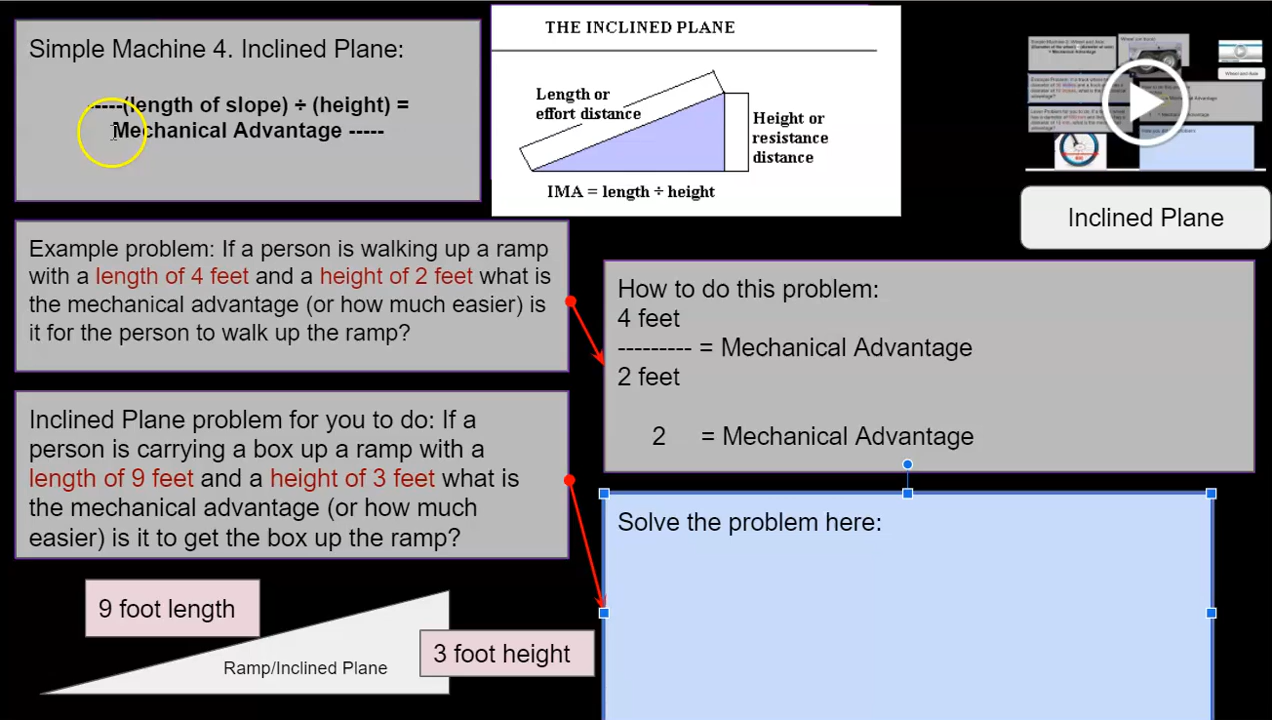 Simple Machine 4. Inclined Plane:
-----(length of slope) ÷ (height) =
Mechanical Advantage -----
THE INCLINED PLANE
Length or
effort distance
Height or
resistance
distance
IMA = length ÷ height
Inclined Plane
Example problem: If a person is walking up a ramp
with a length of 4 feet and a height of 2 feet what is
the mechanical advantage (or how much easier) is
it for the person to walk up the ramp?
How to do this problem:
4 feet
--------- = Mechanical Advantage
2 feet
2 = Mechanical Advantage
Inclined Plane problem for you to do: If a
person is carrying a box up a ramp with a
length of 9 feet and a height of 3 feet what is
the mechanical advantage (or how much
easier) is it to get the box up the ramp?
Solve the problem here:
9 foot length
3 foot height
Ramp/Inclined Plane